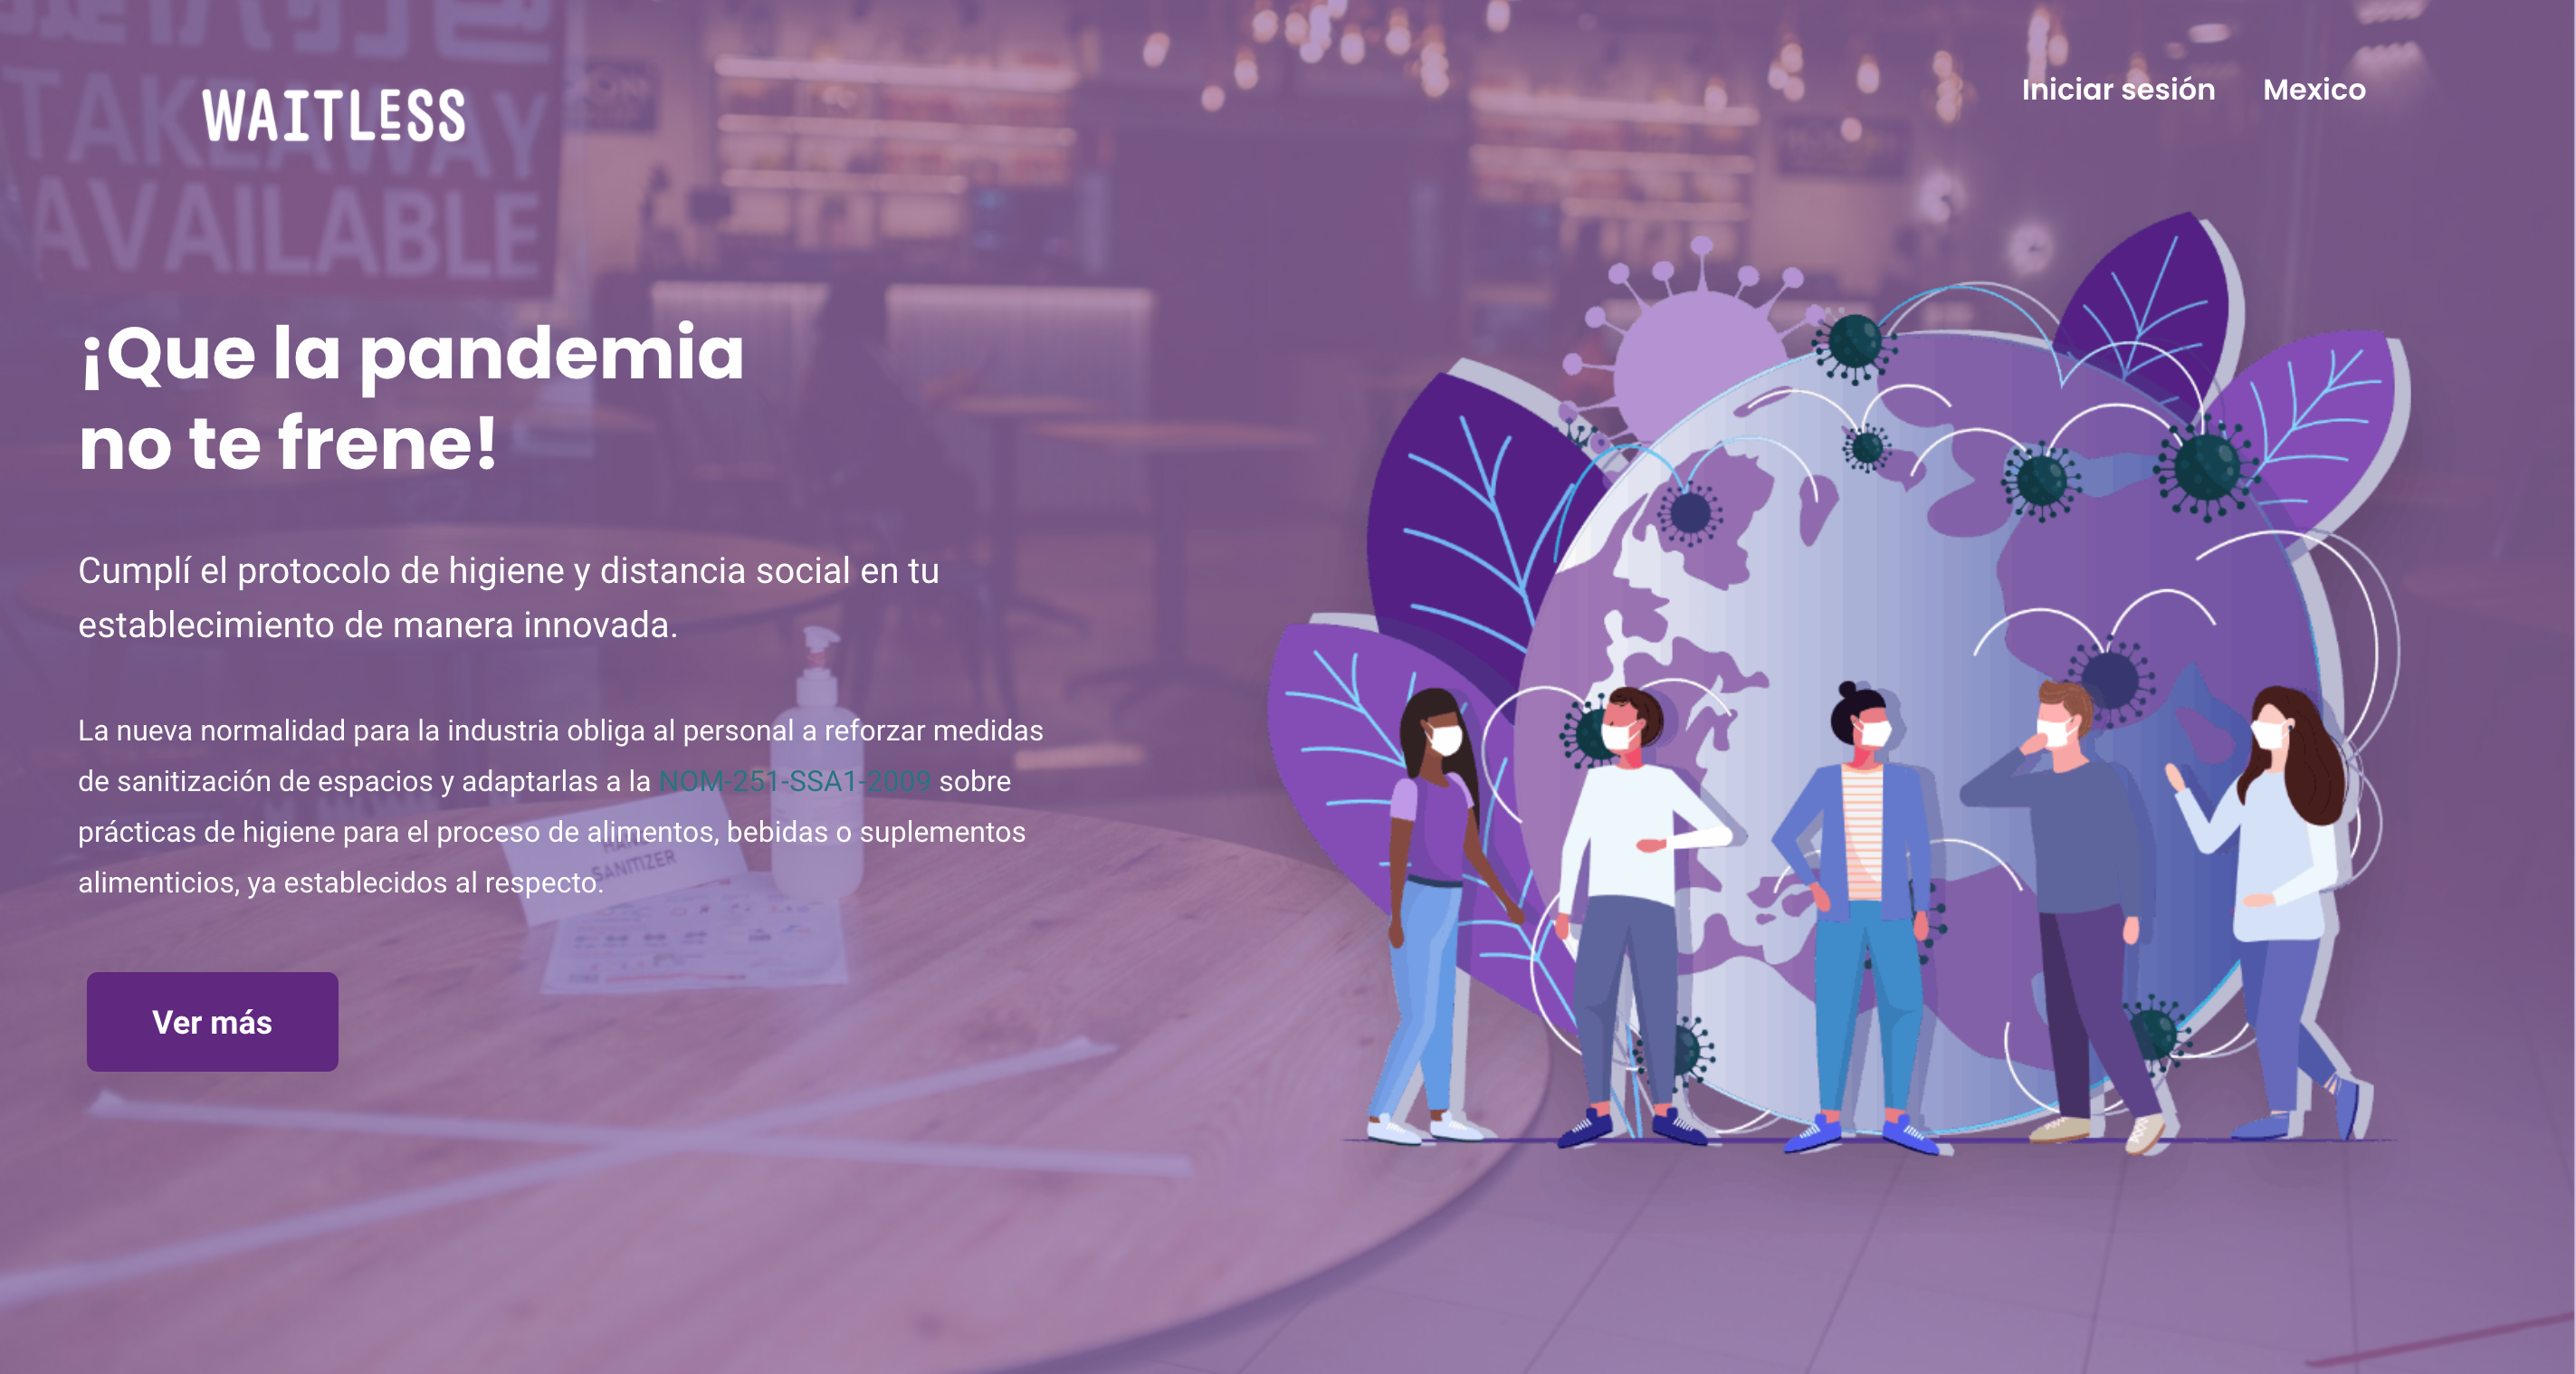 WAITLESS
Iniciar sesión
Mexico
TAKEAWAY
AVAILABLE
¡Que la pandemia
no te frene!
Cumplí el protocolo de higiene y distancia social en tu
establecimiento de manera innovada.
La nueva normalidad para la industria obliga al personal a reforzar medidas
de sanitización de espacios y adaptarlas a la NOM-251-SSA1-2009 sobre
prácticas de higiene para el proceso de alimentos, bebidas o suplementos
alimenticios, ya establecidos al respecto.
HAND
SANITIZER
Ver más